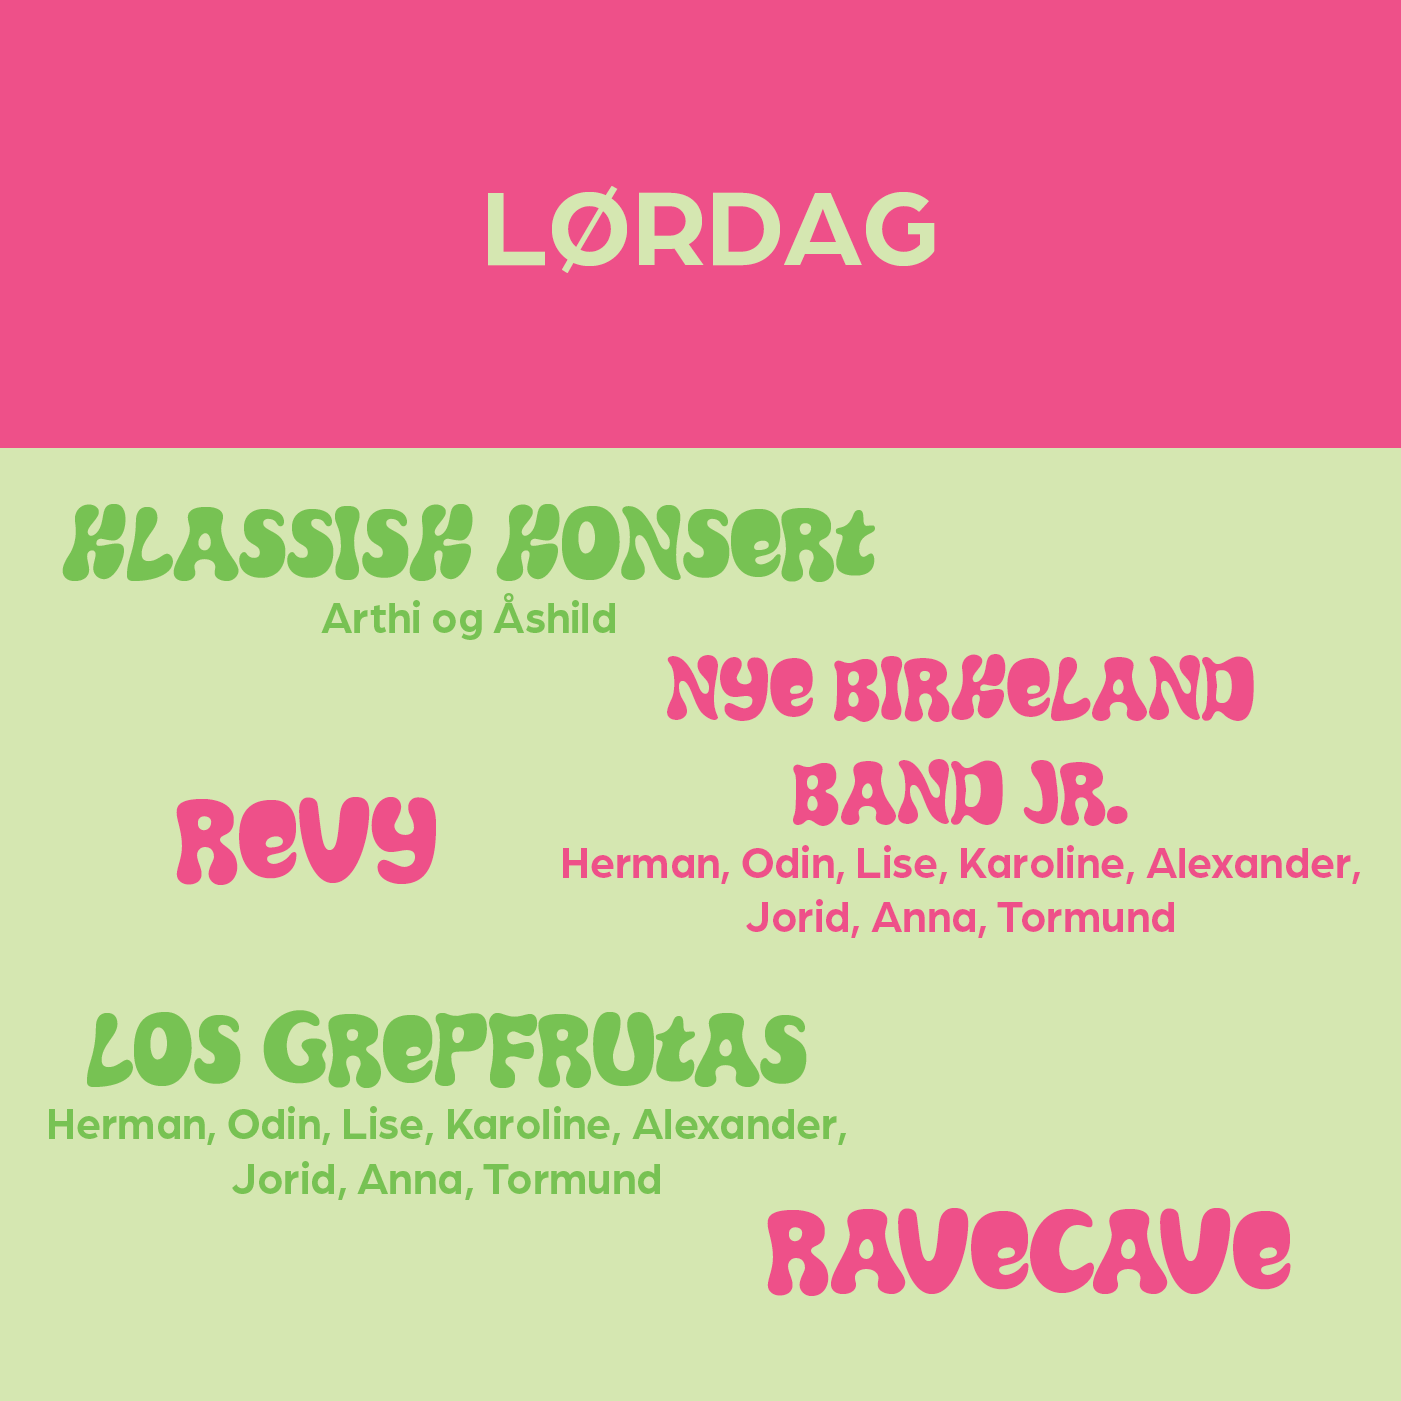 LØRDAG
KLASSISK KONSERT
Arthi og Åshild
NYE BIRKELAND
BAND JR.
Herman, Odin, Lise, Karoline, Alexander,
Jorid, Anna, Tormund
REVY
LOS GREPFRUTAS
Herman, Odin, Lise, Karoline, Alexander,
Jorid, Anna, Tormund
RAVECAVE